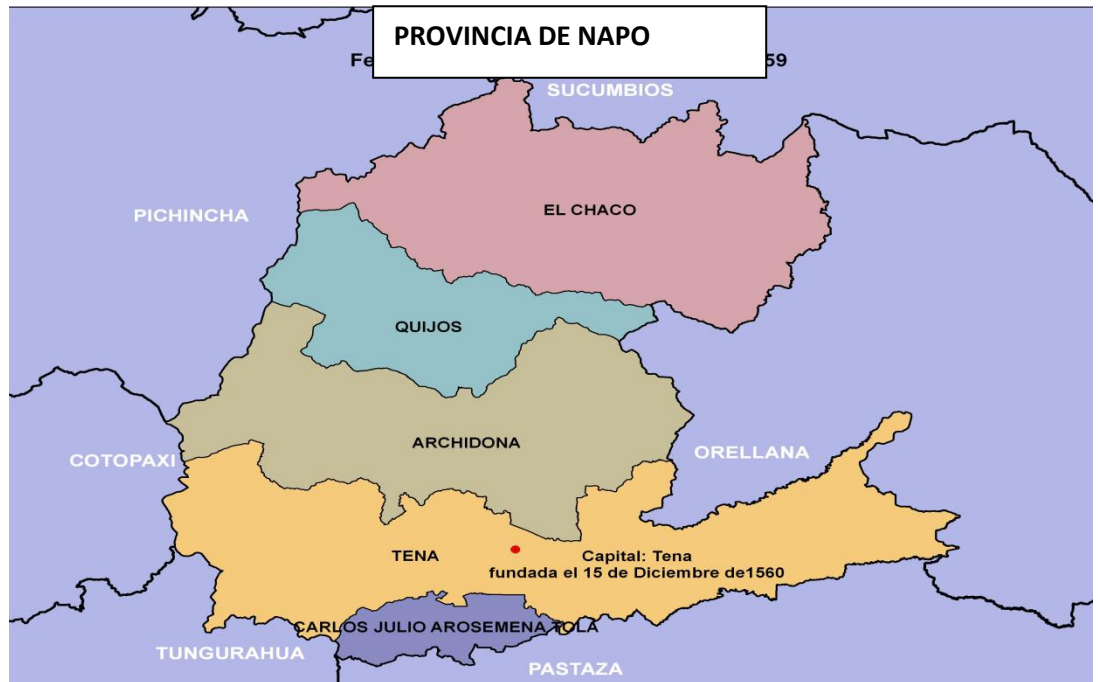 PROVINCIA DE NAPO
Fe
59
SUCUMBIOS
EL CHACO
PICHINCHA
QUIJOS
ARCHIDONA
ORELLANA
COTOPAXI
TENA
Capital: Tena
fundada el 15 de Diciembre de1560
CARLOS JULIO AROSEMENA TOLA
TUNGURAHUA
PASTAZA